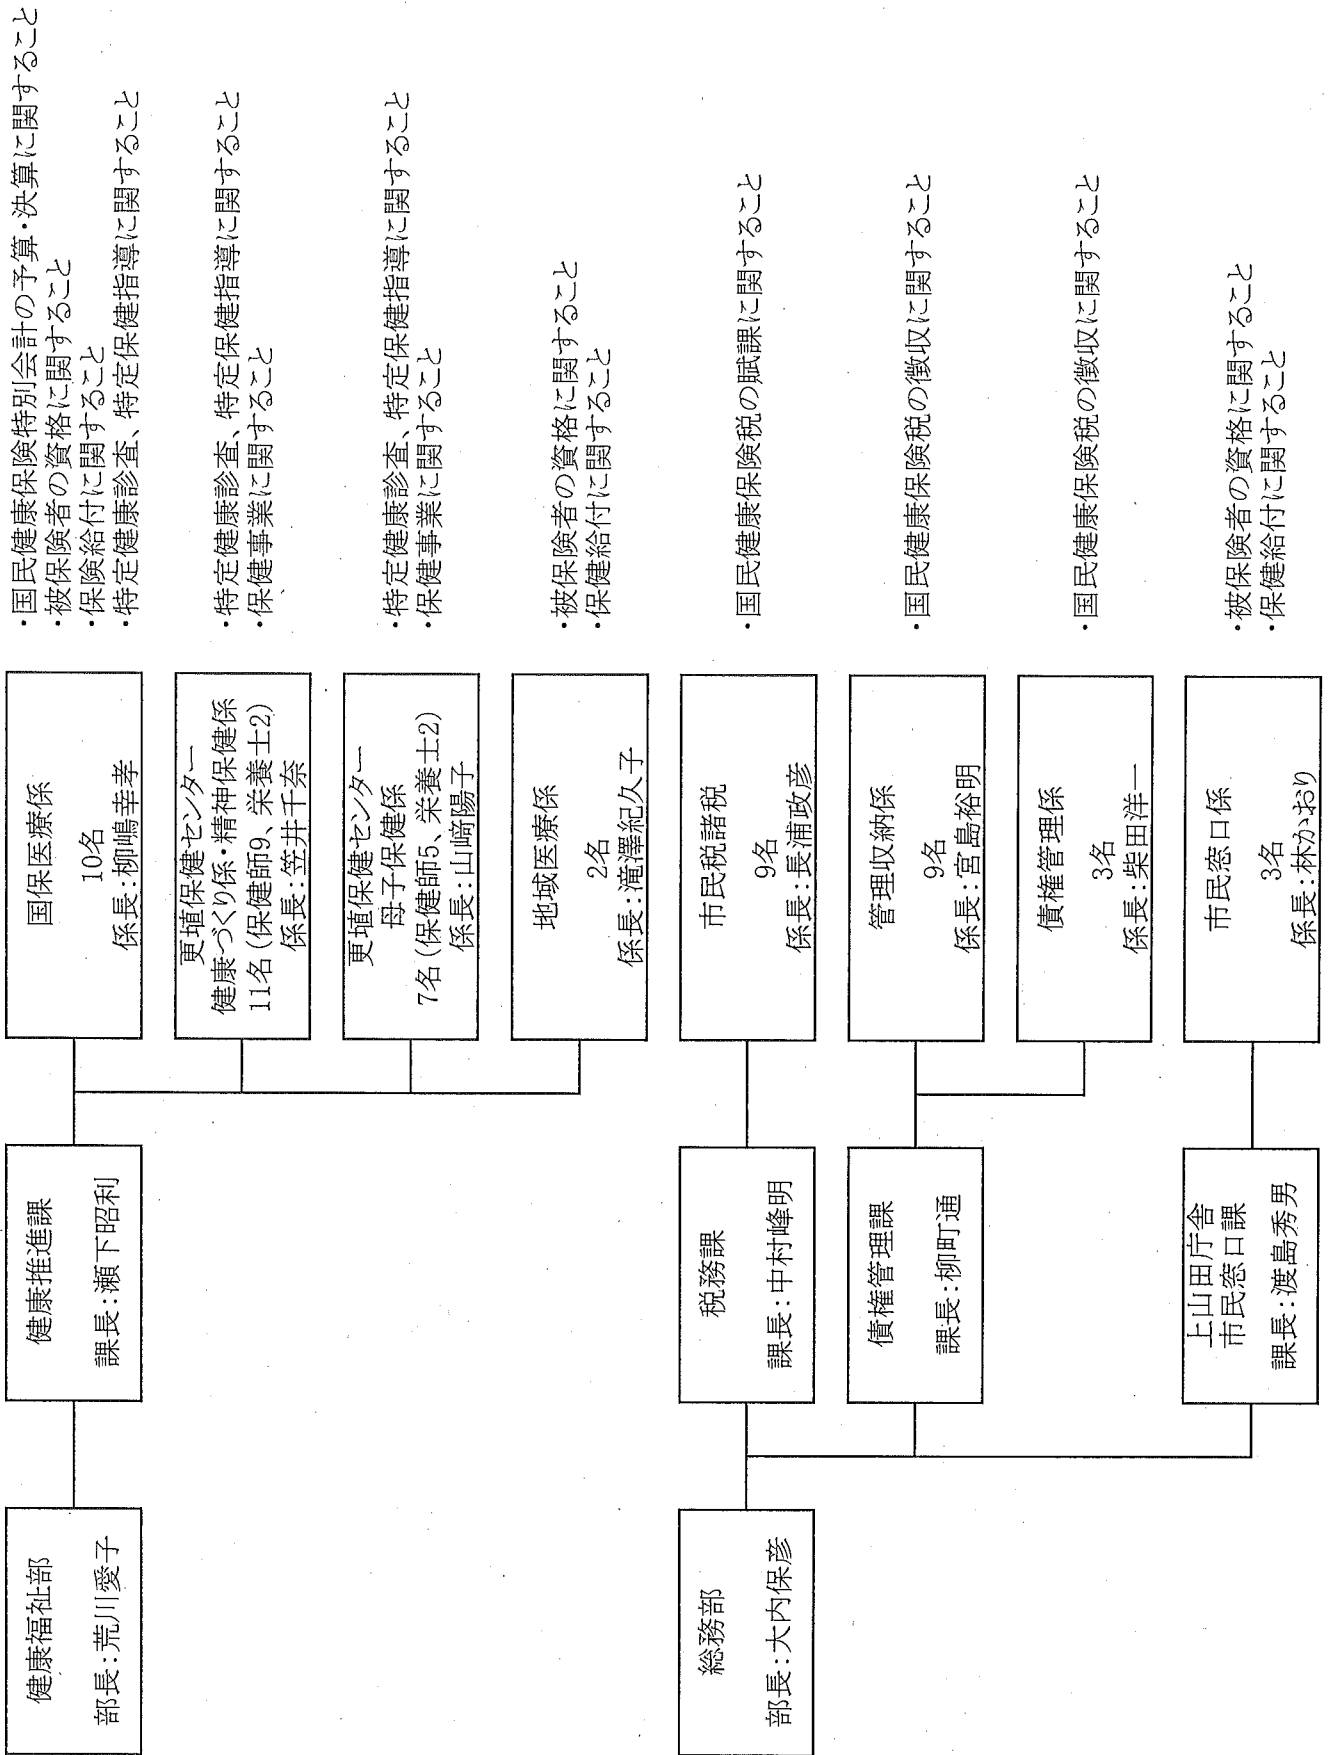 健康福祉部
部長：荒川愛子
健康推進課
課長：瀬下昭利
国保医療係
10名
係長：柳嶋幸孝
・国民健康保険特別会計の予算・決算に関すること
・被保険者の資格に関すること
・保険給付に関すること
・特定健康診査、特定保健指導に関すること
更埴保健センター
健康づくり係・精神保健係
11名（保健師9、栄養士2）
係長：笠井千奈
・特定健康診査、特定保健指導に関すること
・保健事業に関すること
更埴保健センター
母子保健係
7名（保健師5、栄養士2）
係長：山﨑陽子
・特定健康診査、特定保健指導に関すること
・保健事業に関すること
地域医療係
2名
係長：滝澤紀久子
・被保険者の資格に関すること
・保健給付に関すること
総務部
部長：大内保彦
税務課
課長：中村峰明
市民税諸税
9名
係長：長浦政彦
・国民健康保険税の賦課に関すること
債権管理課
課長：柳町通
管理収納係
9名
係長：宮島裕明
・国民健康保険税の徴収に関すること
債権管理係
3名
係長：柴田洋一
・国民健康保険税の徴収に関すること
上山田庁舎
市民窓口課
課長：渡島秀男
市民窓口係
3名
係長：林かおり
・被保険者の資格に関すること
・保健給付に関すること